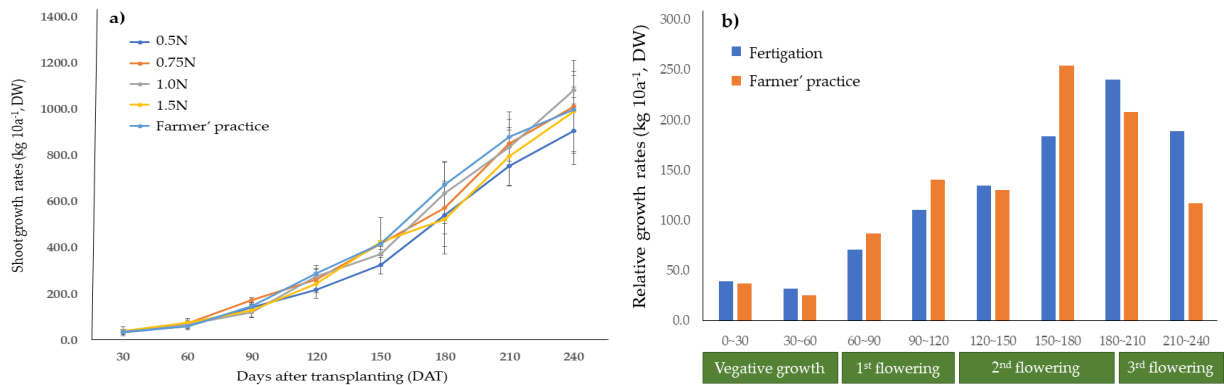 a)
Shoot growth rates (kg 10a⁻¹, DW)
1400.0
1200.0
1000.0
800.0
600.0
400.0
200.0
0.0
0.5N
0.75N
1.0N
1.5N
Farmer' practice
30 60 90 120 150 180 210 240
Days after transplanting (DAT)
b)
Relative growth rates (kg 10a⁻¹, DW)
300.0
250.0
200.0
150.0
100.0
50.0
0.0
Fertigation
Farmer' practice
0~30 30~60 60~90 90~120 120~150 150~180 180~210 210~240
Vegative growth 1st flowering 2nd flowering 3rd flowering